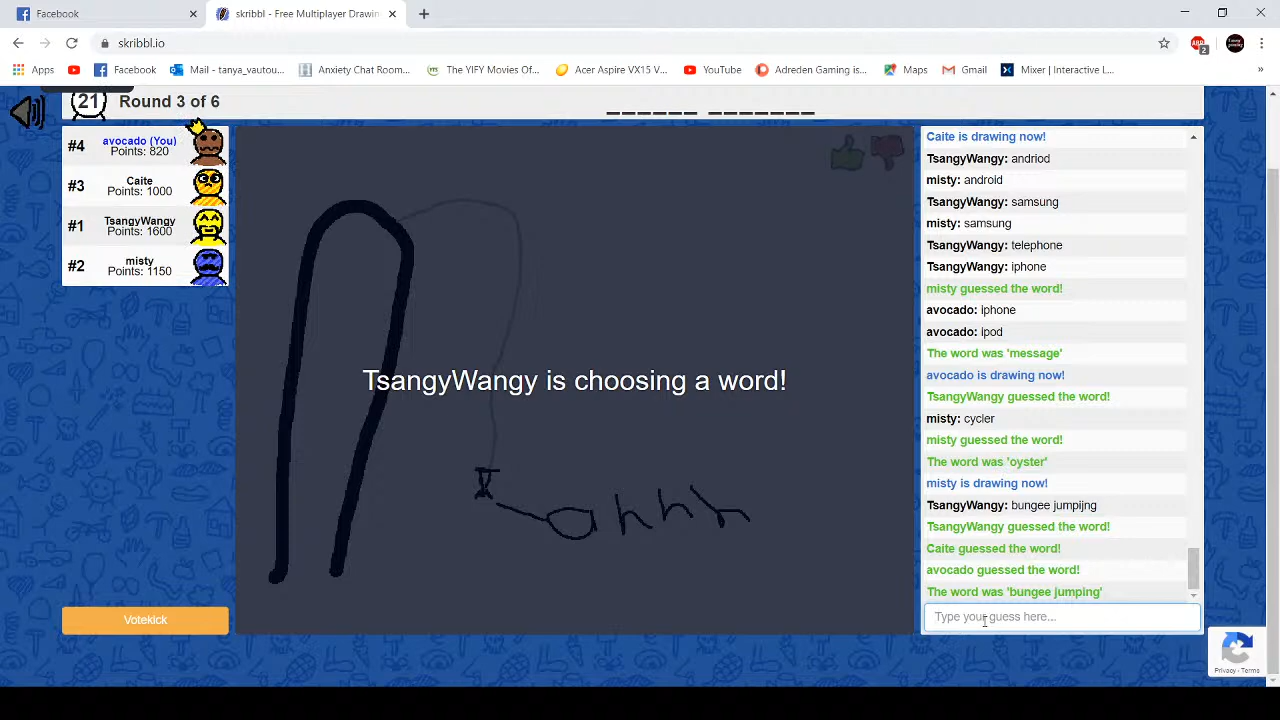 Facebook
skribbl - Free Multiplayer Drawin
skribbl.io
Apps
Facebook
Mail - tanya_vautou...
Anxiety Chat Room...
The YIFY Movies Of...
Acer Aspire VX15 V...
Youtube
Adreden Gaming is...
Maps
Gmail
Mixer | Interactive L...
21 Round 3 of 6
#4 avocado (You)
Points: 820
#3 Caite
Points: 1000
#1 TsangyWangy
Points: 1600
#2 misty
Points: 1150
Votekick
TsangyWangy is choosing a word!
ahhh
Caite is drawing now!
TsangyWangy: andriod
misty: android
TsangyWangy: samsung
misty: samsung
TsangyWangy: telephone
TsangyWangy: iphone
misty guessed the word!
avocado: iphone
avocado: ipod
The word was 'message'
avocado is drawing now!
TsangyWangy guessed the word!
misty: cycler
misty guessed the word!
The word was 'oyster'
misty is drawing now!
TsangyWangy: bungee jumpijng
TsangyWangy guessed the word!
Caite guessed the word!
avocado guessed the word!
The word was 'bungee jumping'
Type your guess here...
Privacy - Terms